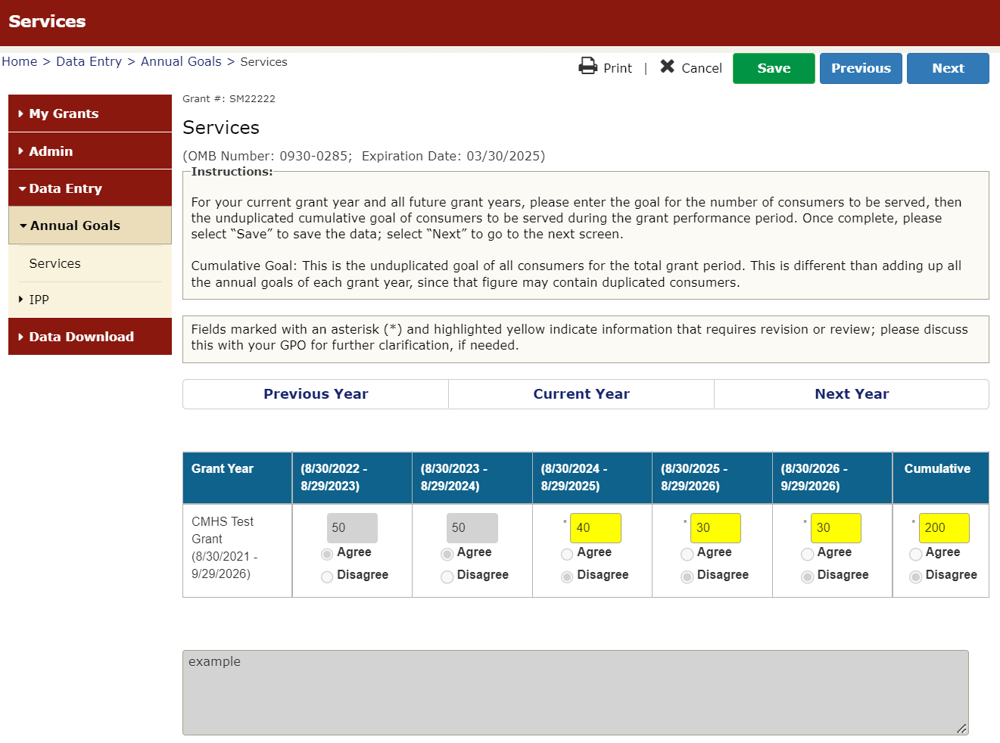 Services
Home > Data Entry > Annual Goals > Services
Print | Cancel Save Previous Next
My Grants
Admin
Data Entry
Annual Goals
Services
IPP
Data Download
Grant #: SM22222
Services
(OMB Number: 0930-0285; Expiration Date: 03/30/2025)
Instructions:
For your current grant year and all future grant years, please enter the goal for the number of consumers to be served, then
the unduplicated cumulative goal of consumers to be served during the grant performance period. Once complete, please
select “Save” to save the data; select “Next” to go to the next screen.
Cumulative Goal: This is the unduplicated goal of all consumers for the total grant period. This is different than adding up all
the annual goals of each grant year, since that figure may contain duplicated consumers.
Fields marked with an asterisk (*) and highlighted yellow indicate information that requires revision or review; please discuss
this with your GPO for further clarification, if needed.
Previous Year Current Year Next Year
Grant Year (8/30/2022 - (8/30/2023 - (8/30/2024 - (8/30/2025 - (8/30/2026 - Cumulative
8/29/2023) 8/29/2024) 8/29/2025) 8/29/2026) 9/29/2026)
CMHS Test 50 50 * 40 * 30 * 30 * 200
Grant
(8/30/2021 - Agree Agree Agree Agree Agree Agree
9/29/2026) Disagree Disagree Disagree Disagree Disagree Disagree
example